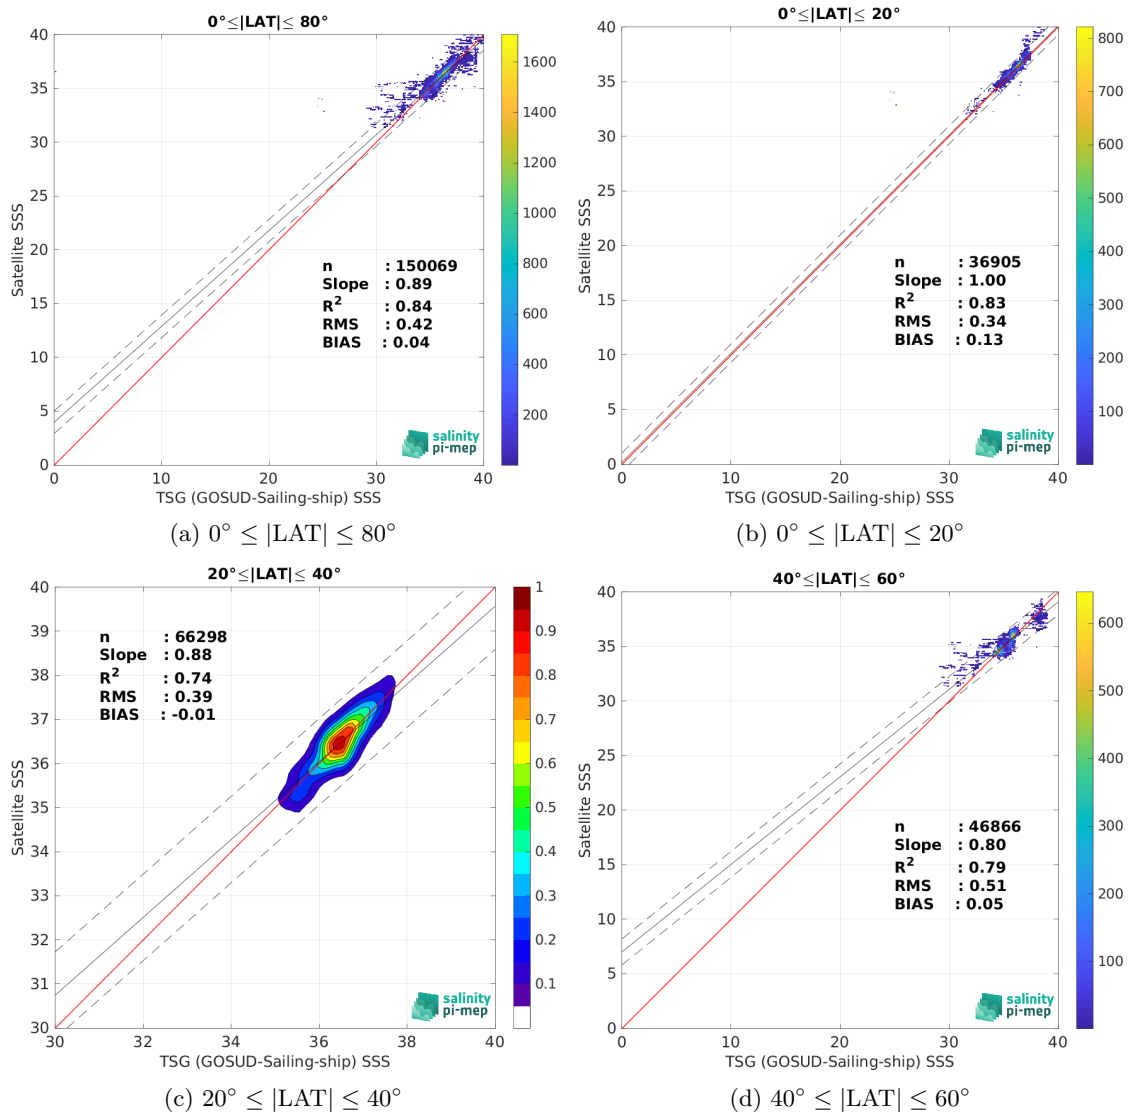 0°≤|LAT|≤ 80°
40
35
30
25
20
15
10
5
0
Satellite SSS
n : 150069
Slope : 0.89
R² : 0.84
RMS : 0.42
BIAS : 0.04
salinity
pi-mep
0 10 20 30 40
TSG (GOSUD-Sailing-ship) SSS
1600
1400
1200
1000
800
600
400
200
(a) 0° ≤ |LAT| ≤ 80°
0°≤|LAT|≤ 20°
40
35
30
25
20
15
10
5
0
Satellite SSS
n : 36905
Slope : 1.00
R² : 0.83
RMS : 0.34
BIAS : 0.13
salinity
pi-mep
0 10 20 30 40
TSG (GOSUD-Sailing-ship) SSS
800
700
600
500
400
300
200
100
(b) 0° ≤ |LAT| ≤ 20°
20°≤|LAT|≤ 40°
40
39
38
37
36
35
34
33
32
31
30
Satellite SSS
n : 66298
Slope : 0.88
R² : 0.74
RMS : 0.39
BIAS : -0.01
salinity
pi-mep
30 32 34 36 38 40
TSG (GOSUD-Sailing-ship) SSS
1
0.9
0.8
0.7
0.6
0.5
0.4
0.3
0.2
0.1
(c) 20° ≤ |LAT| ≤ 40°
40°≤|LAT|≤ 60°
40
35
30
25
20
15
10
5
0
Satellite SSS
n : 46866
Slope : 0.80
R² : 0.79
RMS : 0.51
BIAS : 0.05
salinity
pi-mep
0 10 20 30 40
TSG (GOSUD-Sailing-ship) SSS
600
500
400
300
200
100
(d) 40° ≤ |LAT| ≤ 60°